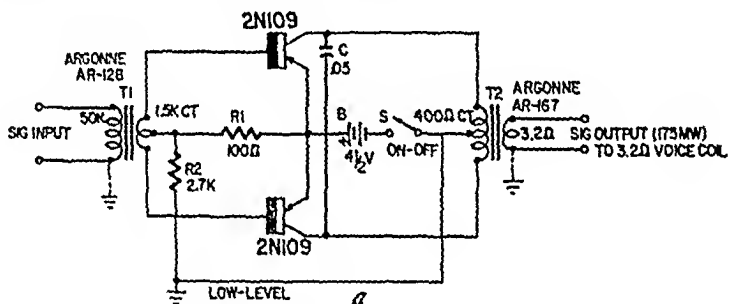 2N109
ARGONNE
AR-128
T1
50K
1.5K CT
SIG INPUT
R1
100Ω
R2
2.7K
C
.05
B
4½V
S
ON-OFF
400Ω CT
T2
ARGONNE
AR-167
3.2Ω
SIG OUTPUT (175MW)
TO 3.2Ω VOICE COIL
2N109
LOW-LEVEL
a